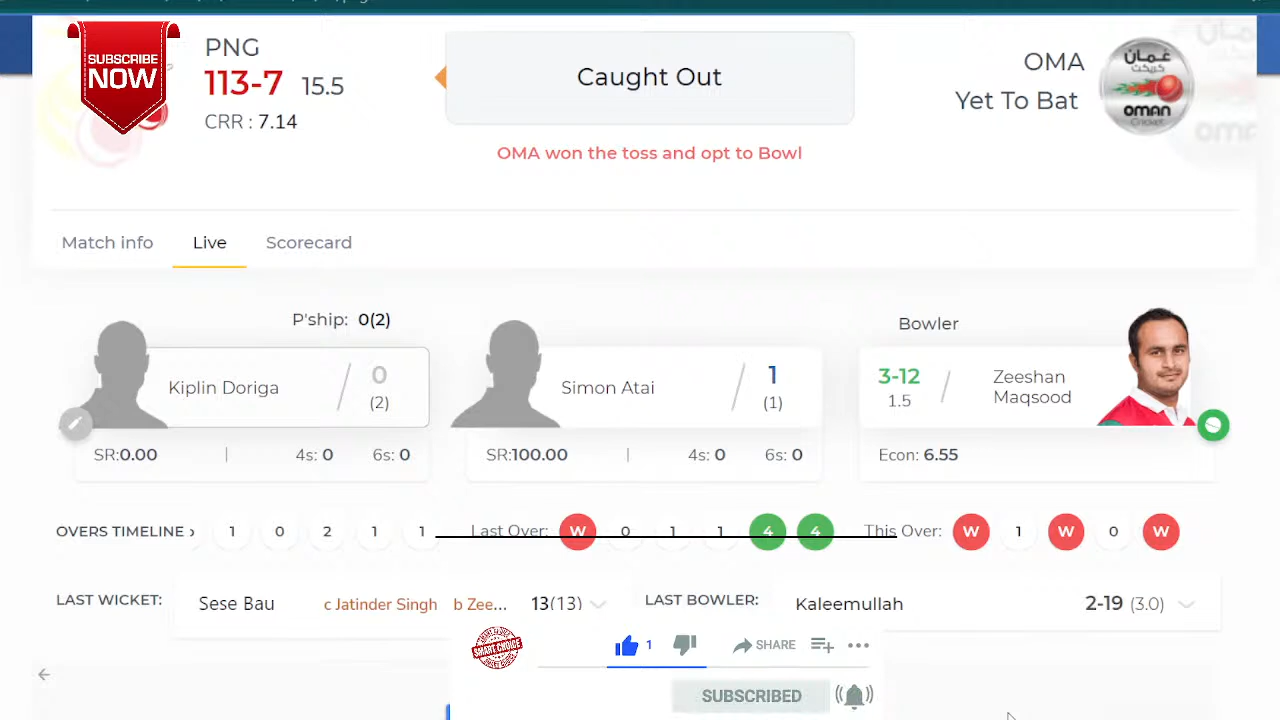 SUBSCRIBE
NOW
PNG
113-7 15.5
CRR : 7.14
Caught Out
OMA won the toss and opt to Bowl
OMA
Yet To Bat
عُمان
كريكت
OMAN
Cricket
Match info Live Scorecard
P'ship: 0(2)
Kiplin Doriga / 0
(2)
SR:0.00 | 4s: 0 6s: 0
Simon Atai / 1
(1)
SR:100.00 | 4s: 0 6s: 0
Bowler
3-12 / Zeeshan
1.5 Maqsood
Econ: 6.55
OVERS TIMELINE › 1 0 2 1 1 Last Over: W 0 1 1 4 4 This Over: W 1 W 0 W
LAST WICKET: Sese Bau c Jatinder Singh b Zee... 13(13) LAST BOWLER: Kaleemullah 2-19 (3.0)
SMART CHOICE
1 SHARE
SUBSCRIBED